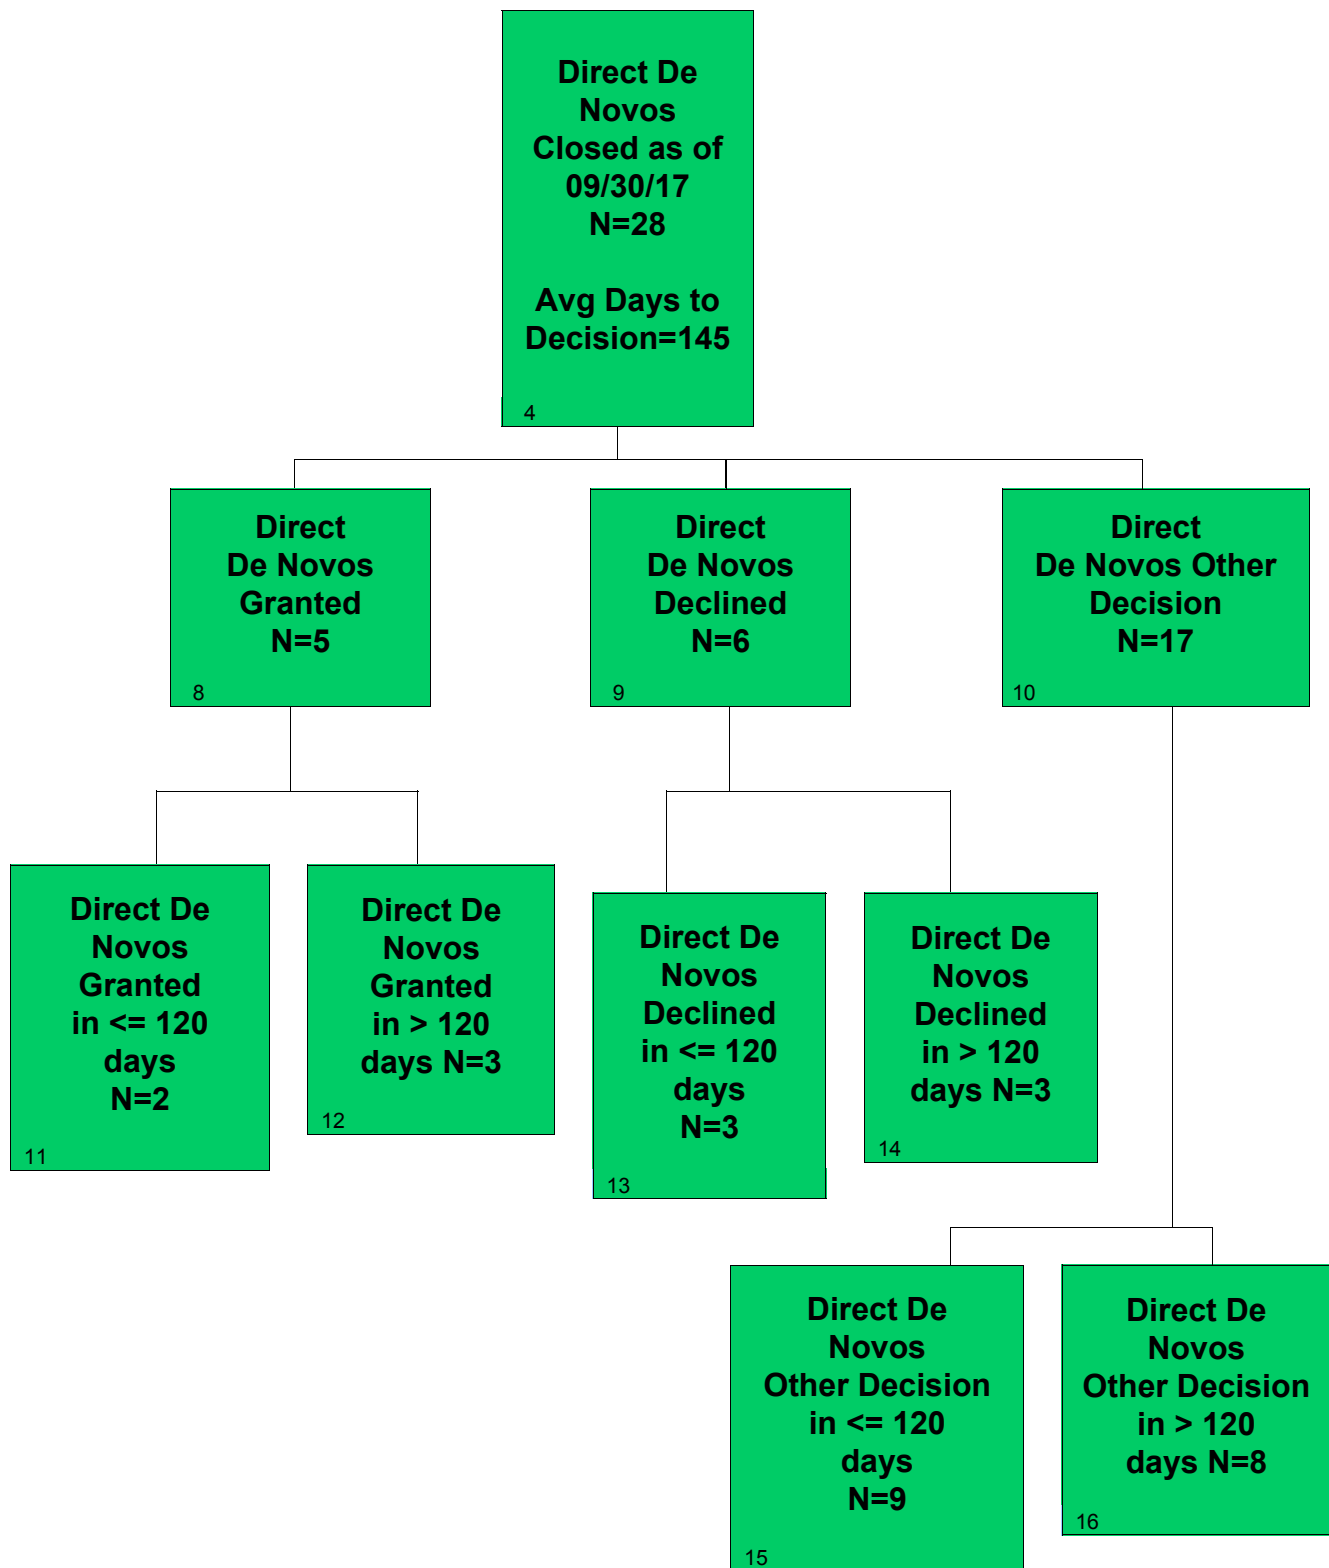 Direct De
Novos
Closed as of
09/30/17
N=28
Avg Days to
Decision=145
4
Direct
De Novos
Granted
N=5
8
Direct
De Novos
Declined
N=6
9
Direct
De Novos Other
Decision
N=17
10
Direct De
Novos
Granted
in <= 120
days
N=2
11
Direct De
Novos
Granted
in > 120
days N=3
12
Direct De
Novos
Declined
in <= 120
days
N=3
13
Direct De
Novos
Declined
in > 120
days N=3
14
Direct De
Novos
Other Decision
in <= 120
days
N=9
15
Direct De
Novos
Other Decision
in > 120
days N=8
16